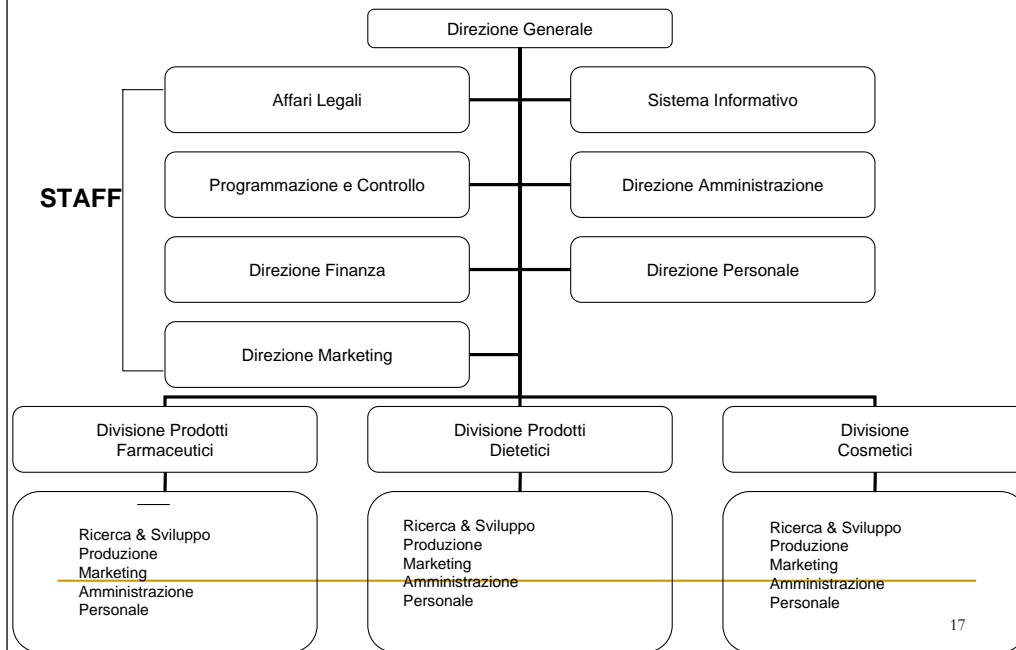 Direzione Generale
Affari Legali
Sistema Informativo
STAFF
Programmazione e Controllo
Direzione Amministrazione
Direzione Finanza
Direzione Personale
Direzione Marketing
Divisione Prodotti
Farmaceutici
Divisione Prodotti
Dietetici
Divisione
Cosmetici
Ricerca & Sviluppo
Produzione
Marketing
Amministrazione
Personale
Ricerca & Sviluppo
Produzione
Marketing
Amministrazione
Personale
Ricerca & Sviluppo
Produzione
Marketing
Amministrazione
Personale
17